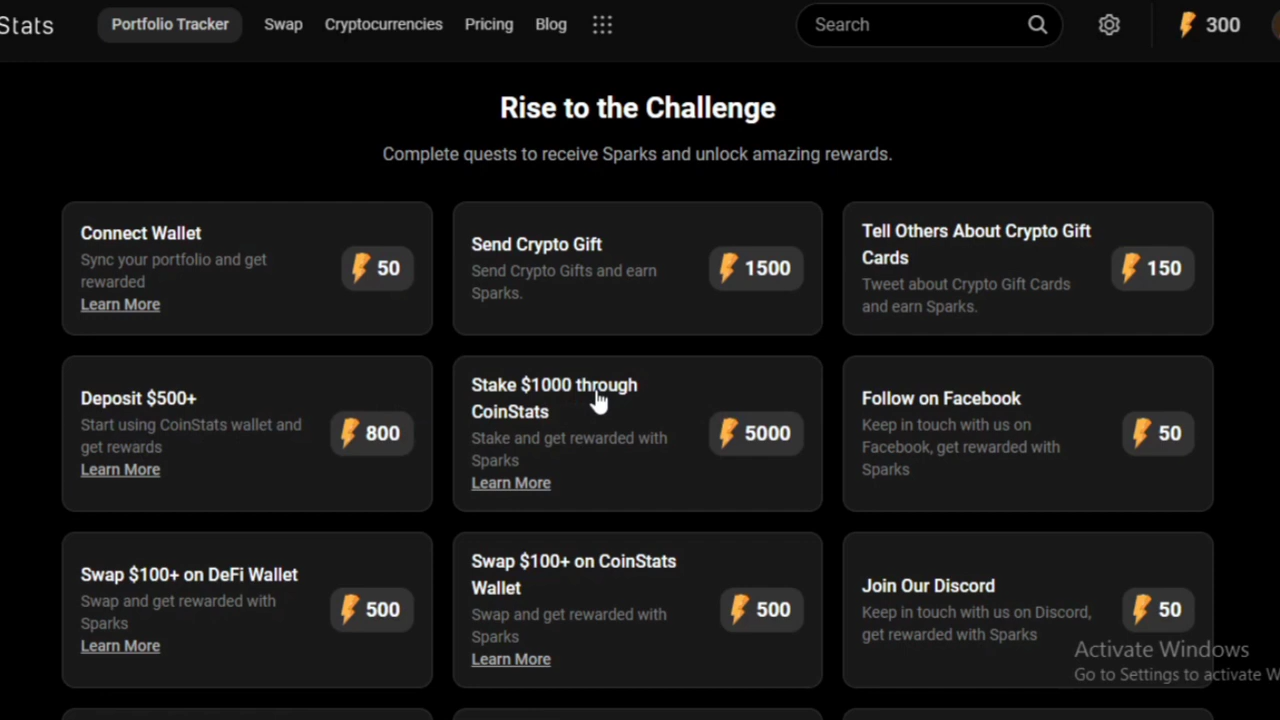 Stats
Portfolio Tracker
Swap
Cryptocurrencies
Pricing
Blog
Search
300
Rise to the Challenge
Complete quests to receive Sparks and unlock amazing rewards.
Connect Wallet
Sync your portfolio and get
rewarded
Learn More
50
Send Crypto Gift
Send Crypto Gifts and earn
Sparks.
1500
Tell Others About Crypto Gift
Cards
Tweet about Crypto Gift Cards
and earn Sparks.
150
Deposit $500+
Start using CoinStats wallet and
get rewards
Learn More
800
Stake $1000 through
CoinStats
Stake and get rewarded with
Sparks
Learn More
5000
Follow on Facebook
Keep in touch with us on
Facebook, get rewarded with
Sparks
50
Swap $100+ on DeFi Wallet
Swap and get rewarded with
Sparks
Learn More
500
Swap $100+ on CoinStats
Wallet
Swap and get rewarded with
Sparks
Learn More
500
Join Our Discord
Keep in touch with us on Discord,
get rewarded with Sparks
50
Activate Windows
Go to Settings to activate W